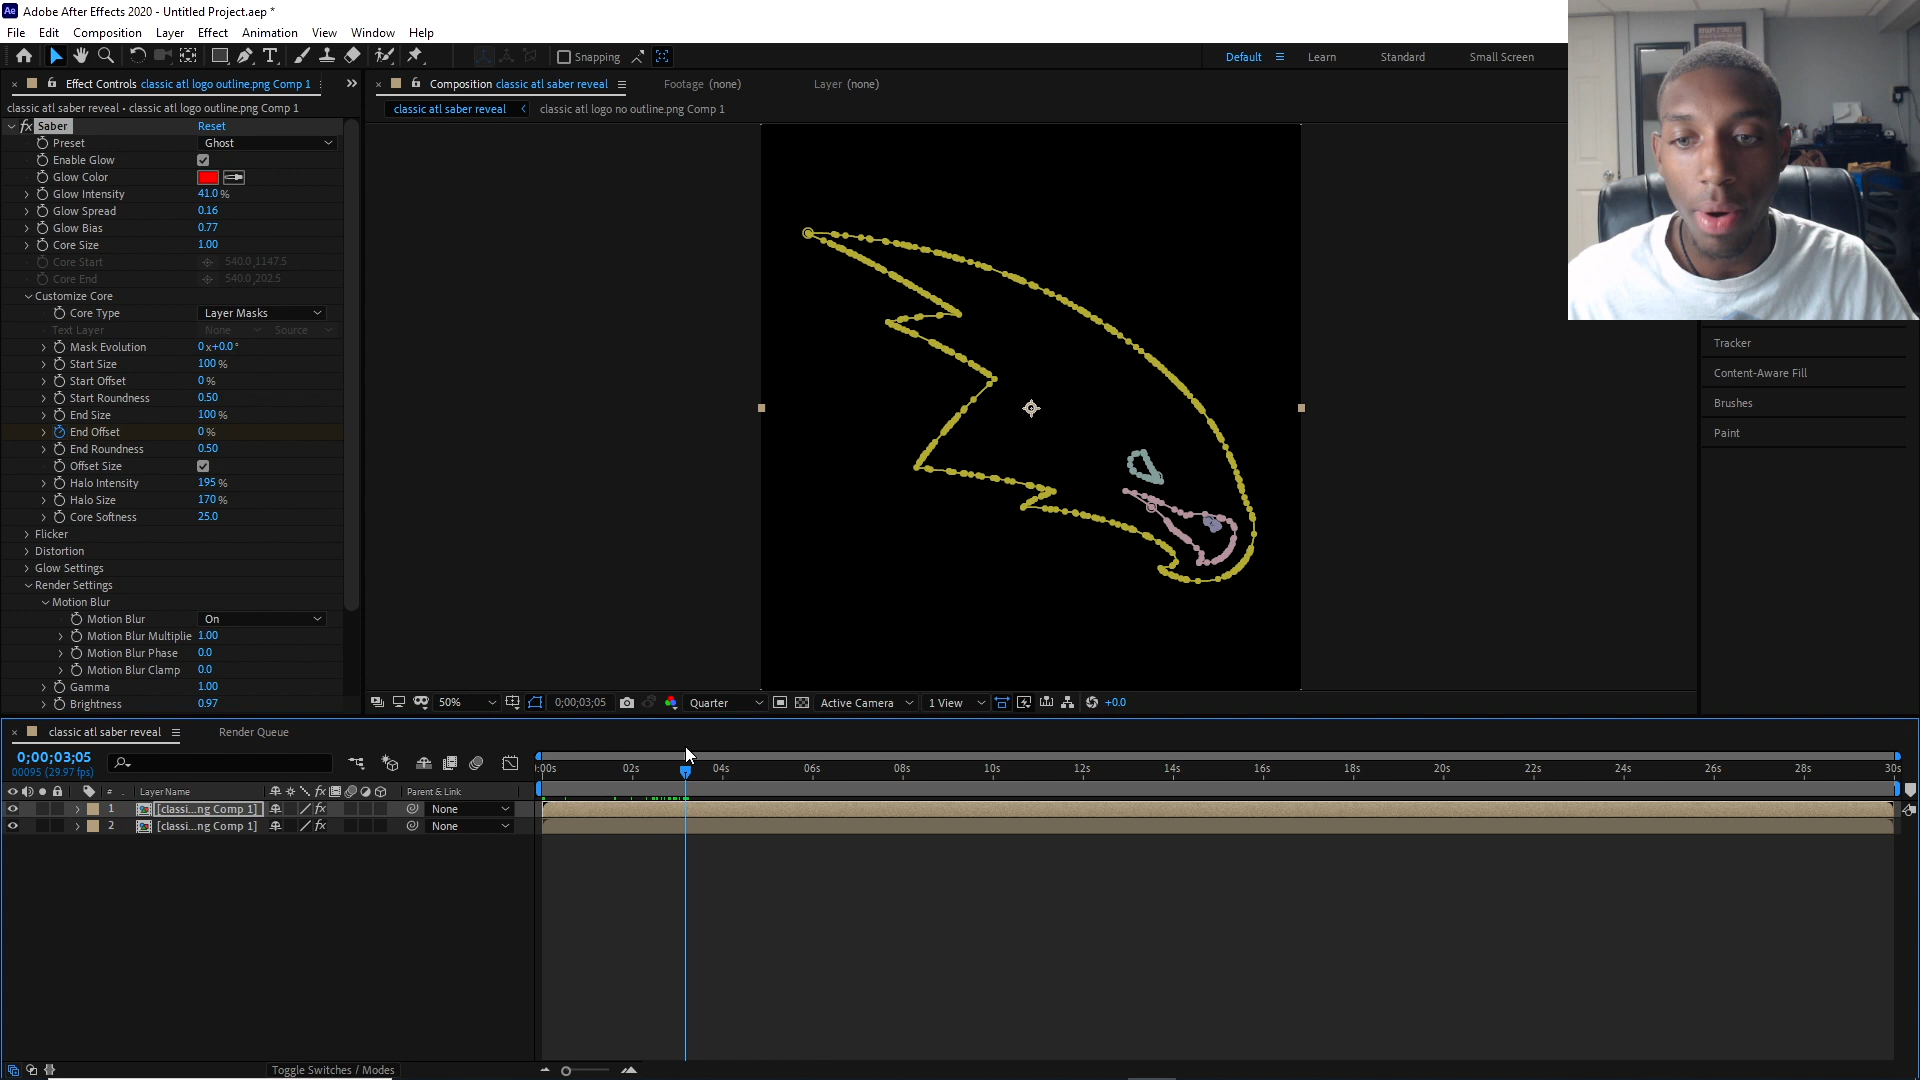 Ae Adobe After Effects 2020 - Untitled Project.aep *
File Edit Composition Layer Effect Animation View Window Help
Snapping Default Learn Standard Small Screen
Effect Controls classic atl logo outline.png Comp 1
Composition classic atl saber reveal
Footage (none)
Layer (none)
classic atl saber reveal • classic atl logo outline.png Comp 1
classic atl saber reveal classic atl logo no outline.png Comp 1
fx Saber Reset
Preset Ghost
Enable Glow
Glow Color
Glow Intensity 41.0 %
Glow Spread 0.16
Glow Bias 0.77
Core Size 1.00
Core Start 540.0,1147.5
Core End 540.0,202.5
Customize Core
Core Type Layer Masks
Text Layer None Source
Mask Evolution 0x+0.0°
Start Size 100 %
Start Offset 0 %
Start Roundness 0.50
End Size 100 %
End Offset 0 %
End Roundness 0.50
Offset Size
Halo Intensity 195 %
Halo Size 170 %
Core Softness 25.0
Flicker
Distortion
Glow Settings
Render Settings
Motion Blur
Motion Blur On
Motion Blur Multiplie 1.00
Motion Blur Phase 0.0
Motion Blur Clamp 0.0
Gamma 1.00
Brightness 0.97
Tracker
Content-Aware Fill
Brushes
Paint
50% 0;00;03;05 Quarter Active Camera 1 View +0.0
classic atl saber reveal Render Queue
0;00;03;05
00095 (29.97 fps)
:00s 02s 04s 06s 08s 10s 12s 14s 16s 18s 20s 22s 24s 26s 28s 30s
# Layer Name fx Parent & Link
1 [classi...ng Comp 1] fx None
2 [classi...ng Comp 1] fx None
Toggle Switches / Modes